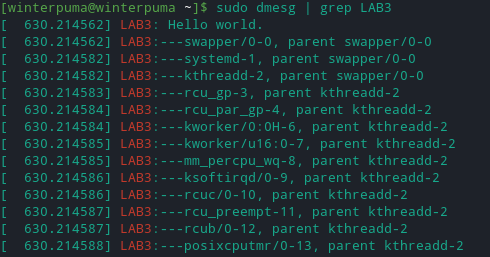 [winterpuma@winterpuma ~]$ sudo dmesg | grep LAB3
[  630.214562] LAB3: Hello world.
[  630.214562] LAB3:---swapper/0-0, parent swapper/0-0
[  630.214582] LAB3:---systemd-1, parent swapper/0-0
[  630.214582] LAB3:---kthreadd-2, parent swapper/0-0
[  630.214583] LAB3:---rcu_gp-3, parent kthreadd-2
[  630.214584] LAB3:---rcu_par_gp-4, parent kthreadd-2
[  630.214584] LAB3:---kworker/0:0H-6, parent kthreadd-2
[  630.214585] LAB3:---kworker/u16:0-7, parent kthreadd-2
[  630.214585] LAB3:---mm_percpu_wq-8, parent kthreadd-2
[  630.214586] LAB3:---ksoftirqd/0-9, parent kthreadd-2
[  630.214586] LAB3:---rcuc/0-10, parent kthreadd-2
[  630.214587] LAB3:---rcu_preempt-11, parent kthreadd-2
[  630.214587] LAB3:---rcub/0-12, parent kthreadd-2
[  630.214588] LAB3:---posixcputmr/0-13, parent kthreadd-2